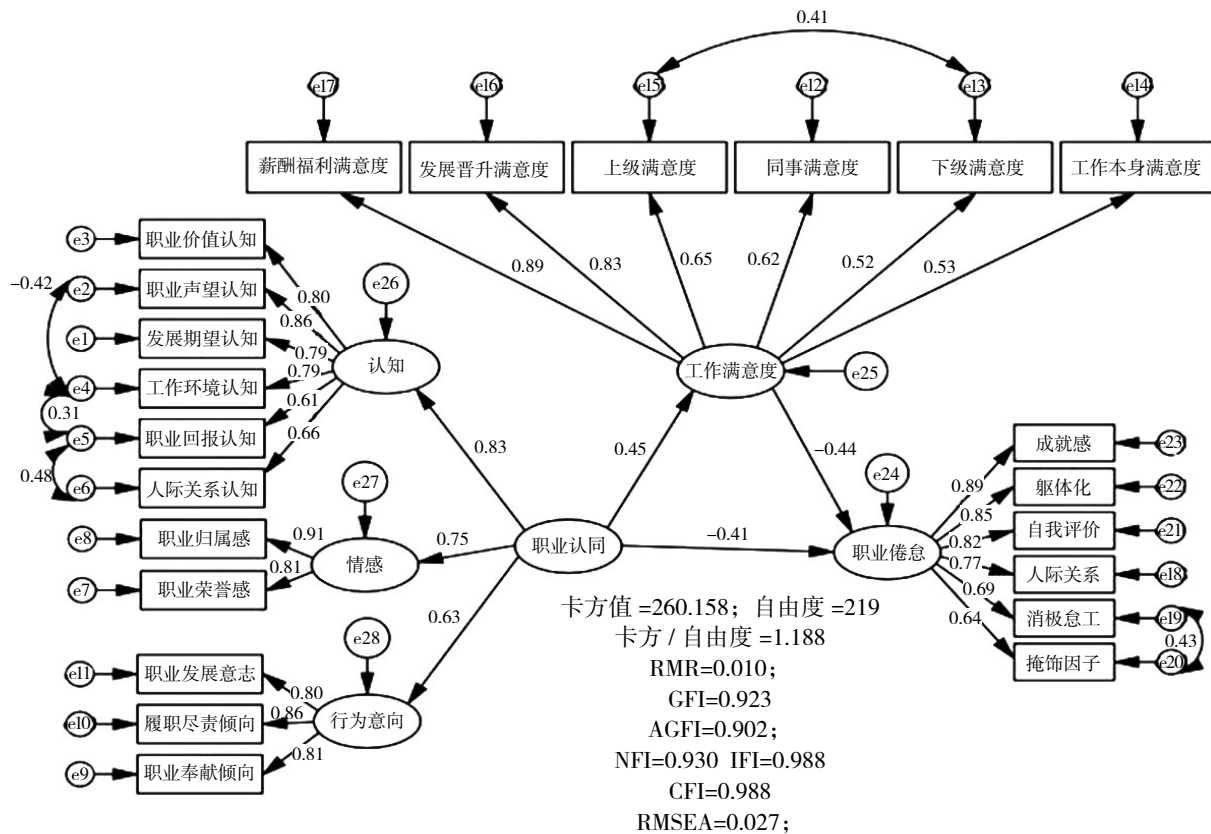 0.41
e17
e16
e15
e12
e13
e14
薪酬福利满意度
发展晋升满意度
上级满意度
同事满意度
下级满意度
工作本身满意度
0.89
0.83
0.65
0.62
0.52
0.53
e3
职业价值认知
-0.42
e2
职业声望认知
e1
发展期望认知
e4
工作环境认知
0.31
e5
职业回报认知
0.48
e6
人际关系认知
0.80
0.86
0.79
0.79
0.61
0.66
e26
认知
0.83
工作满意度
e25
0.45
-0.44
e8
职业归属感
e7
职业荣誉感
0.91
0.81
e27
情感
0.75
职业认同
-0.41
e24
职业倦怠
0.89
0.85
0.82
0.77
0.69
0.64
成就感
e23
躯体化
e22
自我评价
e21
人际关系
e18
消极怠工
e19
掩饰因子
e20
0.43
0.63
e28
行为意向
e11
职业发展意志
0.80
e10
履职尽责倾向
0.86
e9
职业奉献倾向
0.81
卡方值=260.158；自由度=219
卡方/自由度=1.188
RMR=0.010；
GFI=0.923
AGFI=0.902；
NFI=0.930 IFI=0.988
CFI=0.988
RMSEA=0.027；